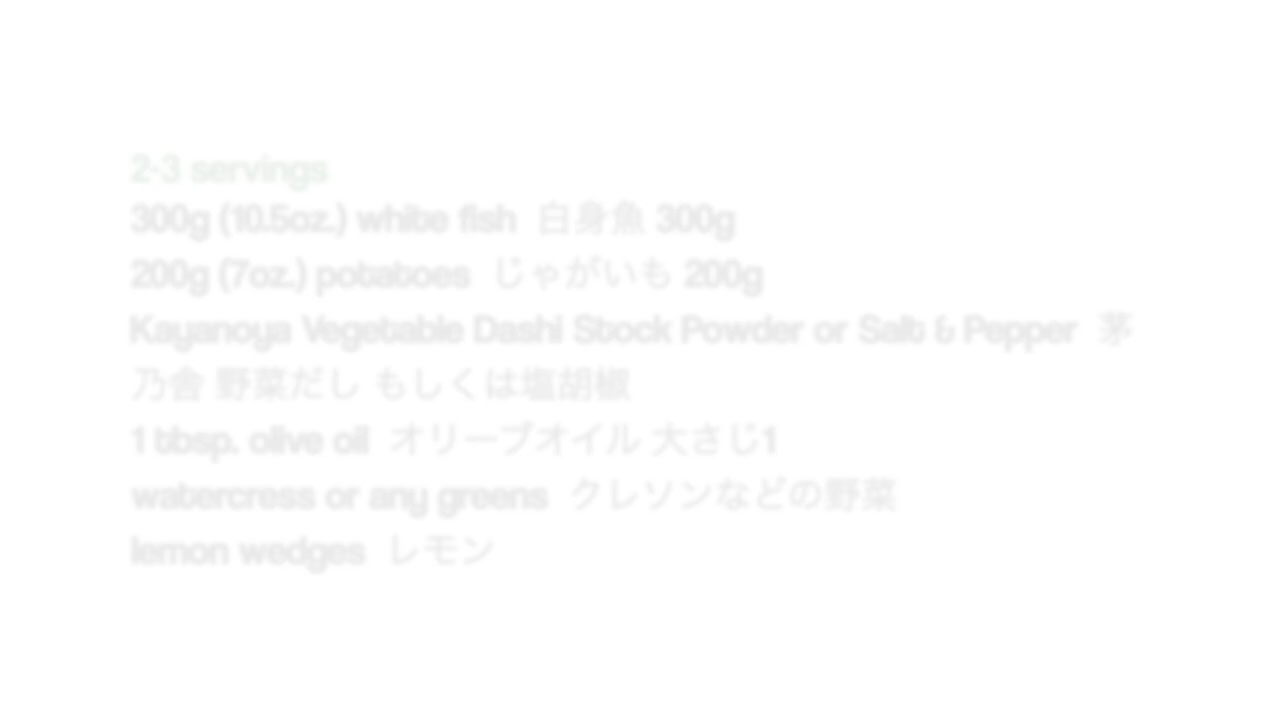 2-3 servings
300g (10.5oz.) white fish 白身魚 300g
200g (7oz.) potatoes じゃがいも 200g
Kayanoya Vegetable Dashi Stock Powder or Salt & Pepper 茅
乃舎 野菜だし もしくは塩胡椒
1 tbsp. olive oil オリーブオイル 大さじ1
watercress or any greens クレソンなどの野菜
lemon wedges レモン